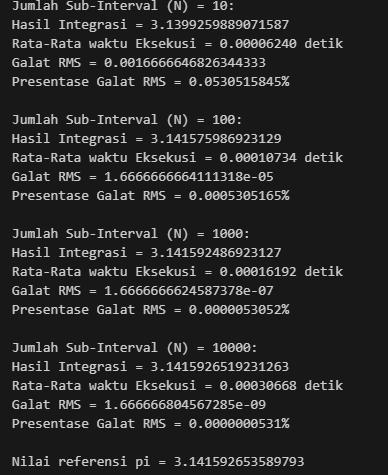 Jumlah Sub-Interval (N) = 10:
Hasil Integrasi = 3.1399259889071587
Rata-Rata waktu Eksekusi = 0.00006240 detik
Galat RMS = 0.0016666646826344333
Presentase Galat RMS = 0.0530515845%
Jumlah Sub-Interval (N) = 100:
Hasil Integrasi = 3.141575986923129
Rata-Rata waktu Eksekusi = 0.00010734 detik
Galat RMS = 1.6666666664111318e-05
Presentase Galat RMS = 0.0005305165%
Jumlah Sub-Interval (N) = 1000:
Hasil Integrasi = 3.141592486923127
Rata-Rata waktu Eksekusi = 0.00016192 detik
Galat RMS = 1.6666666624587378e-07
Presentase Galat RMS = 0.0000053052%
Jumlah Sub-Interval (N) = 10000:
Hasil Integrasi = 3.1415926519231263
Rata-Rata waktu Eksekusi = 0.00030668 detik
Galat RMS = 1.666666804567285e-09
Presentase Galat RMS = 0.0000000531%
Nilai referensi pi = 3.141592653589793